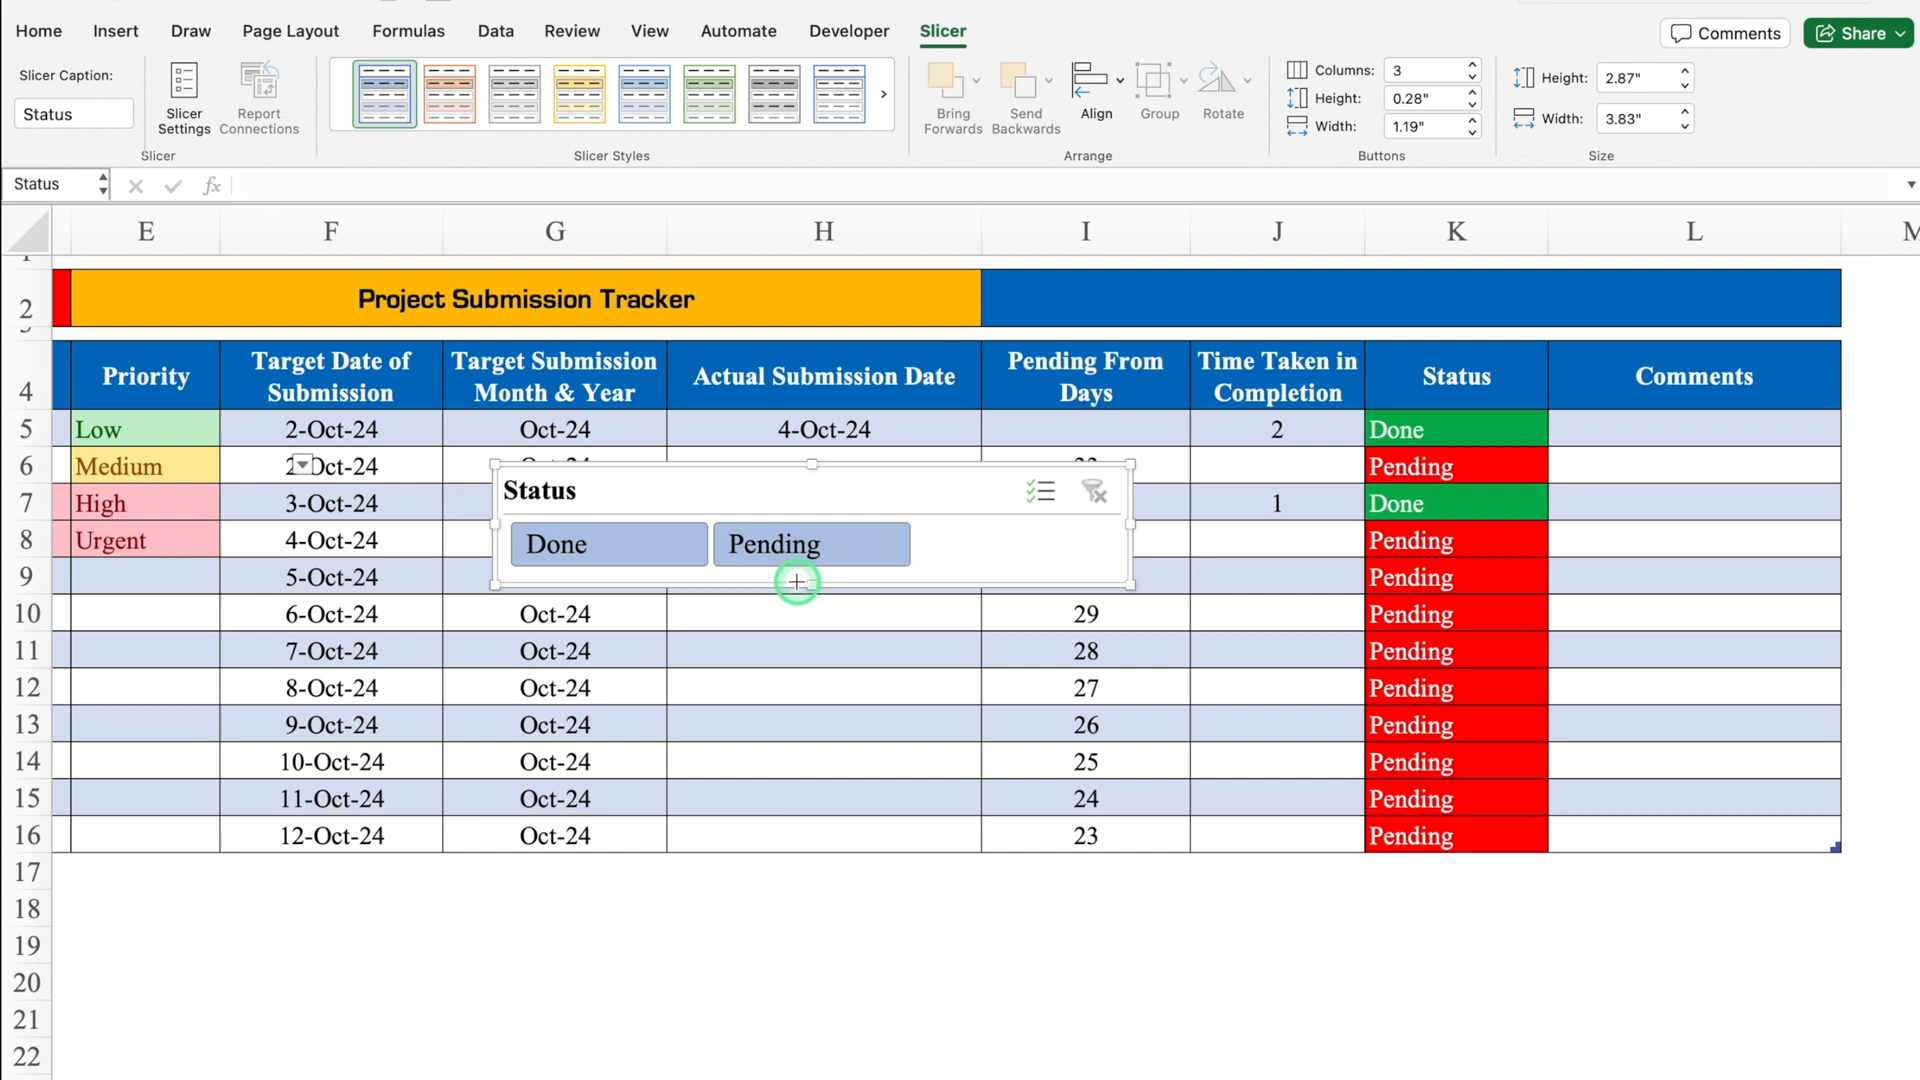 Home Insert Draw Page Layout Formulas Data Review View Automate Developer Slicer Comments Share
Slicer Caption:
Status
Slicer Settings
Report Connections
Slicer
Slicer Styles
Bring Forwards
Send Backwards
Align
Group
Rotate
Arrange
Columns: 3
Height: 0.28"
Width: 1.19"
Buttons
Height: 2.87"
Width: 3.83"
Size
Status fx
E F G H I J K L
2 Project Submission Tracker
4 Priority Target Date of Submission Target Submission Month & Year Actual Submission Date Pending From Days Time Taken in Completion Status Comments
5 Low 2-Oct-24 Oct-24 4-Oct-24 2 Done
6 Medium Oct-24 Pending
7 High 3-Oct-24 1 Done
8 Urgent 4-Oct-24 Pending
9 5-Oct-24 Pending
Status
Done Pending
10 6-Oct-24 Oct-24 29 Pending
11 7-Oct-24 Oct-24 28 Pending
12 8-Oct-24 Oct-24 27 Pending
13 9-Oct-24 Oct-24 26 Pending
14 10-Oct-24 Oct-24 25 Pending
15 11-Oct-24 Oct-24 24 Pending
16 12-Oct-24 Oct-24 23 Pending
17
18
19
20
21
22